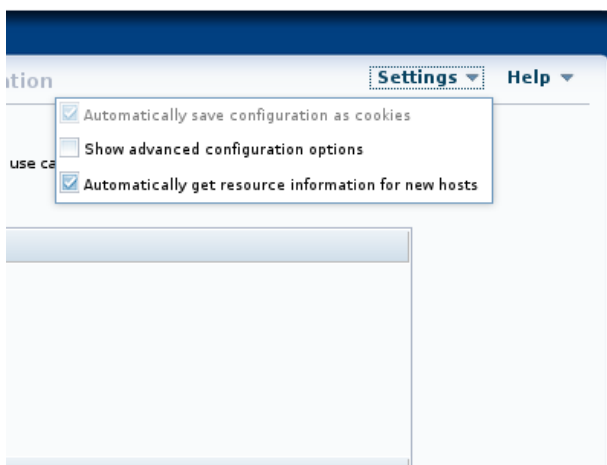 ation Settings Help
Automatically save configuration as cookies
Show advanced configuration options
use ca
Automatically get resource information for new hosts